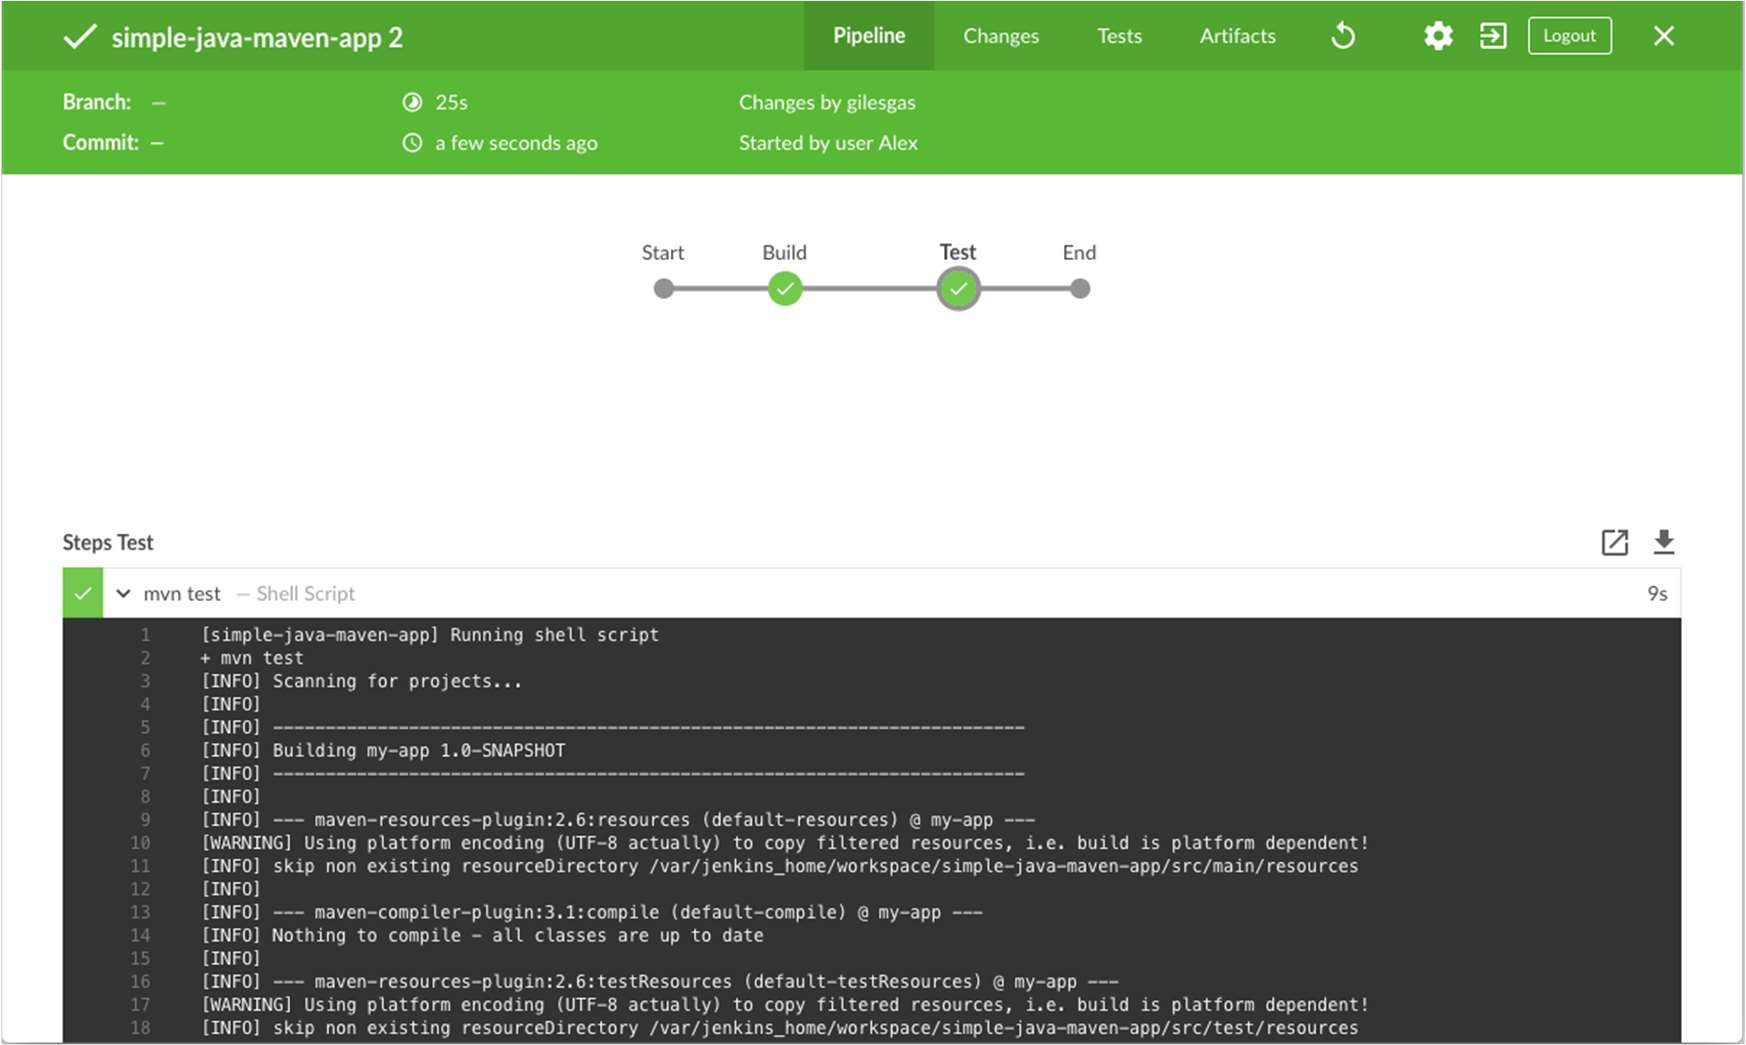 simple-java-maven-app 2
Pipeline
Changes
Tests
Artifacts
Logout
Branch: —
25s
Changes by gilesgas
Commit: —
a few seconds ago
Started by user Alex
Start
Build
Test
End
Steps Test
mvn test — Shell Script
9s
1 [simple-java-maven-app] Running shell script
2 + mvn test
3 [INFO] Scanning for projects...
4 [INFO]
5 [INFO] ------------------------------------------------------------------------
6 [INFO] Building my-app 1.0-SNAPSHOT
7 [INFO] ------------------------------------------------------------------------
8 [INFO]
9 [INFO] --- maven-resources-plugin:2.6:resources (default-resources) @ my-app ---
10 [WARNING] Using platform encoding (UTF-8 actually) to copy filtered resources, i.e. build is platform dependent!
11 [INFO] skip non existing resourceDirectory /var/jenkins_home/workspace/simple-java-maven-app/src/main/resources
12 [INFO]
13 [INFO] --- maven-compiler-plugin:3.1:compile (default-compile) @ my-app ---
14 [INFO] Nothing to compile - all classes are up to date
15 [INFO]
16 [INFO] --- maven-resources-plugin:2.6:testResources (default-testResources) @ my-app ---
17 [WARNING] Using platform encoding (UTF-8 actually) to copy filtered resources, i.e. build is platform dependent!
18 [INFO] skip non existing resourceDirectory /var/jenkins_home/workspace/simple-java-maven-app/src/test/resources